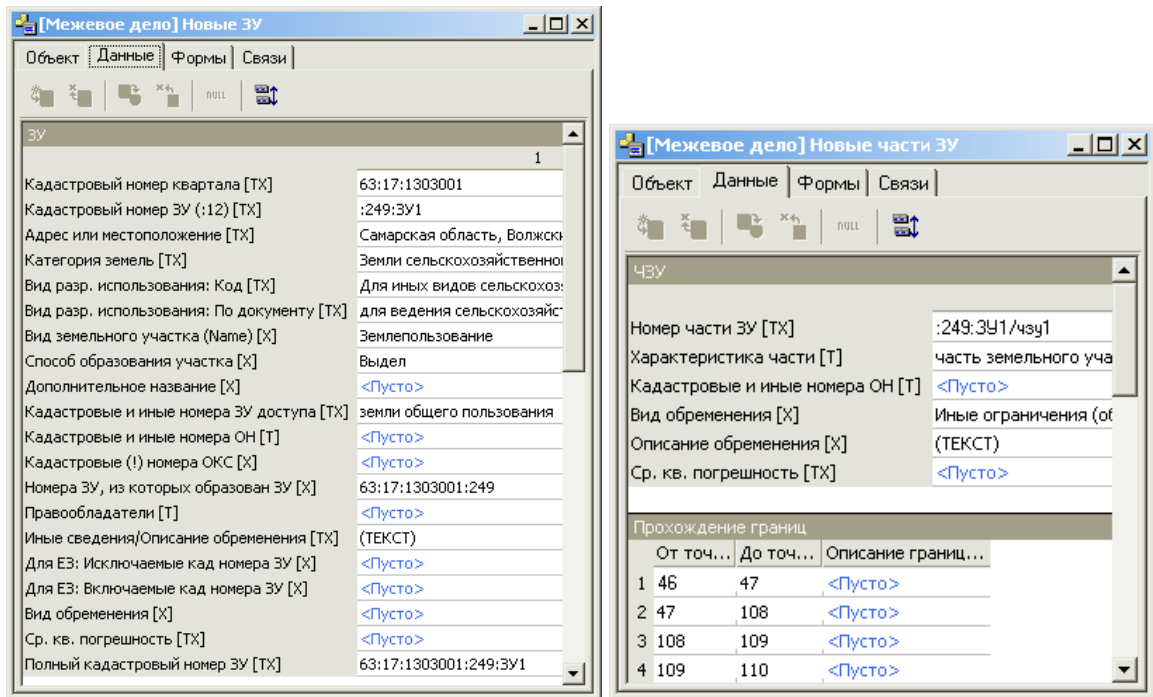 [Межевое дело] Новые ЗУ
Объект Данные Формы Связи
NULL
ЗУ
1
Кадастровый номер квартала [TX] 63:17:1303001
Кадастровый номер ЗУ (:12) [TX] :249:ЗУ1
Адрес или местоположение [TX] Самарская область, Волжск
Категория земель [TX] Земли сельскохозяйственно
Вид разр. использования: Код [TX] Для иных видов сельскохоз
Вид разр. использования: По документу [TX] для ведения сельскохозяйст
Вид земельного участка (Name) [X] Землепользование
Способ образования участка [X] Выдел
Дополнительное название [X] <Пусто>
Кадастровые и иные номера ЗУ доступа [TX] земли общего пользования
Кадастровые и иные номера ОН [T] <Пусто>
Кадастровые (!) номера ОКС [X] <Пусто>
Номера ЗУ, из которых образован ЗУ [X] 63:17:1303001:249
Правообладатели [T] <Пусто>
Иные сведения/Описание обременения [TX] (ТЕКСТ)
Для ЕЗ: Исключаемые кад номера ЗУ [X] <Пусто>
Для ЕЗ: Включаемые кад номера ЗУ [X] <Пусто>
Вид обременения [X] <Пусто>
Ср. кв. погрешность [TX] <Пусто>
Полный кадастровый номер ЗУ [TX] 63:17:1303001:249:ЗУ1
[Межевое дело] Новые части ЗУ
Объект Данные Формы Связи
NULL
ЧЗУ
Номер части ЗУ [TX] :249:ЗУ1/чзу1
Характеристика части [T] часть земельного уча
Кадастровые и иные номера ОН [T] <Пусто>
Вид обременения [X] Иные ограничения (об
Описание обременения [X] (ТЕКСТ)
Ср. кв. погрешность [TX] <Пусто>
Прохождение границ
От точ... До точ... Описание границ...
1 46 47 <Пусто>
2 47 108 <Пусто>
3 108 109 <Пусто>
4 109 110 <Пусто>